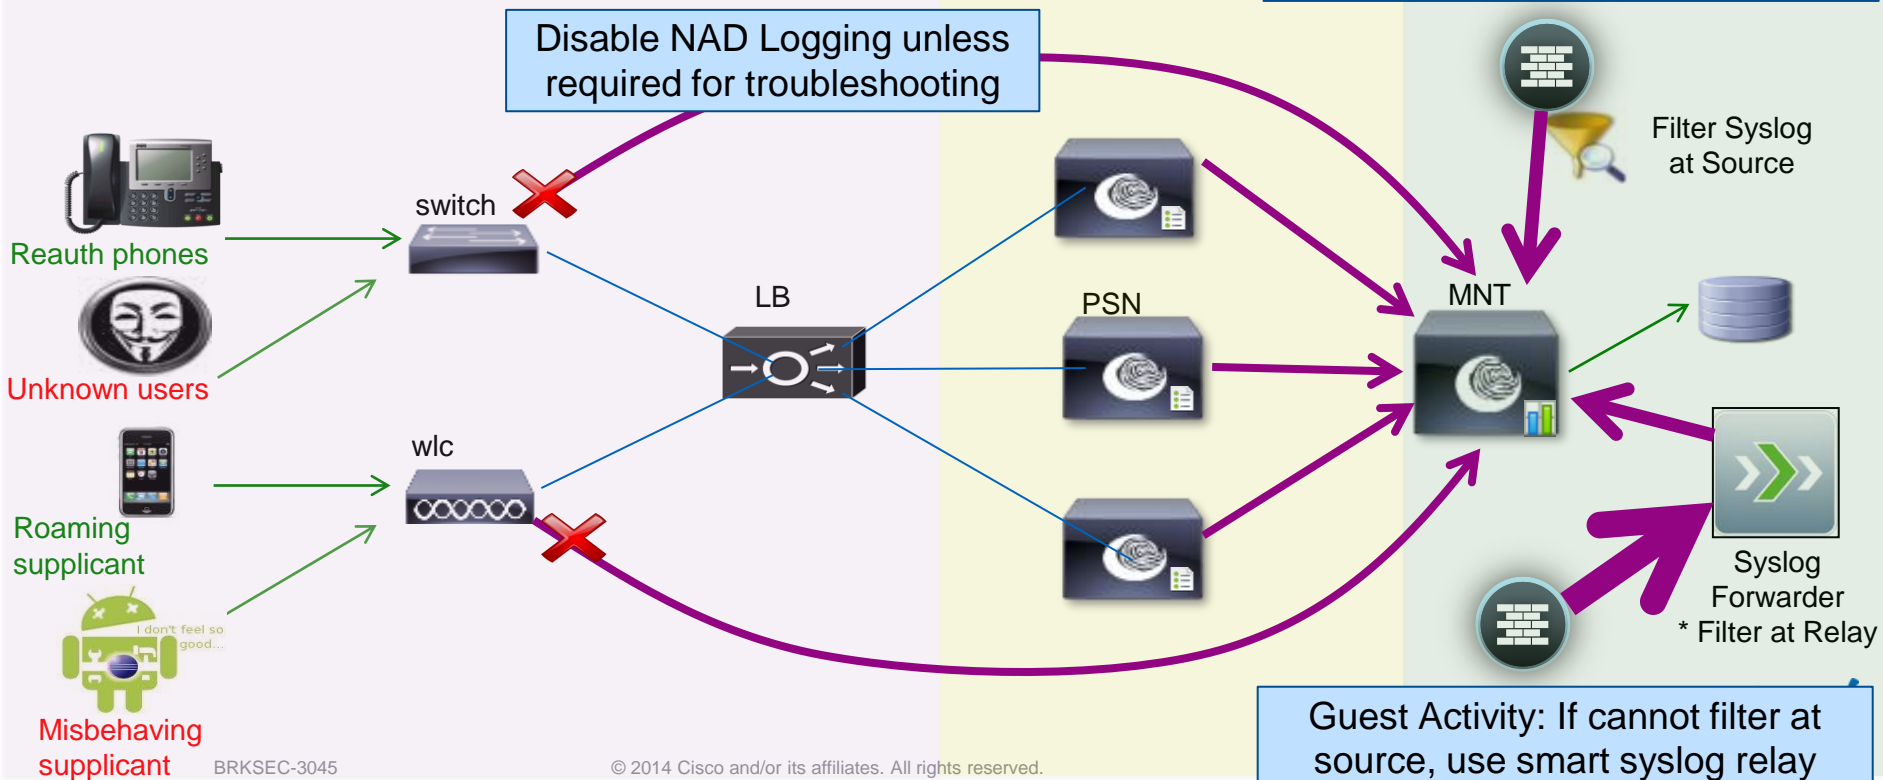 Disable NAD Logging unless
required for troubleshooting
Filter Syslog
at Source
switch
Reauth phones
LB
PSN
MNT
Unknown users
wlc
Roaming
supplicant
I don't feel so
good...
Syslog
Forwarder
* Filter at Relay
Misbehaving
supplicant
Guest Activity: If cannot filter at
source, use smart syslog relay
BRKSEC-3045
© 2014 Cisco and/or its affiliates. All rights reserved.